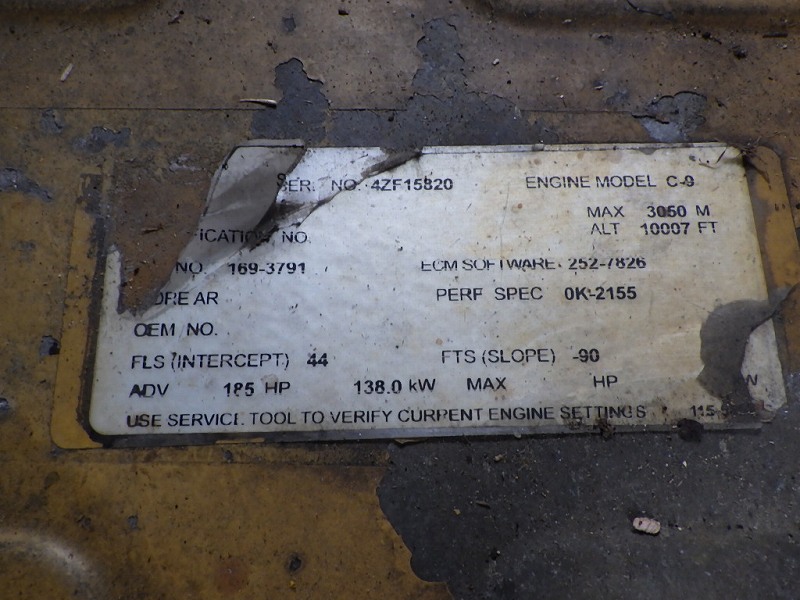 SER. NO. 4ZF15820 ENGINE MODEL C-9
MAX 3050 M
ALT 10007 FT
NO.
NO. 169-3791 ECM SOFTWARE: 252-7826
AR PERF SPEC 0K-2155
OEM NO.
FLS (INTERCEPT) 44 FTS (SLOPE) -90
ADV 185 HP 138.0 kW MAX HP W
USE SERVICE TOOL TO VERIFY CURRENT ENGINE SETTINGS